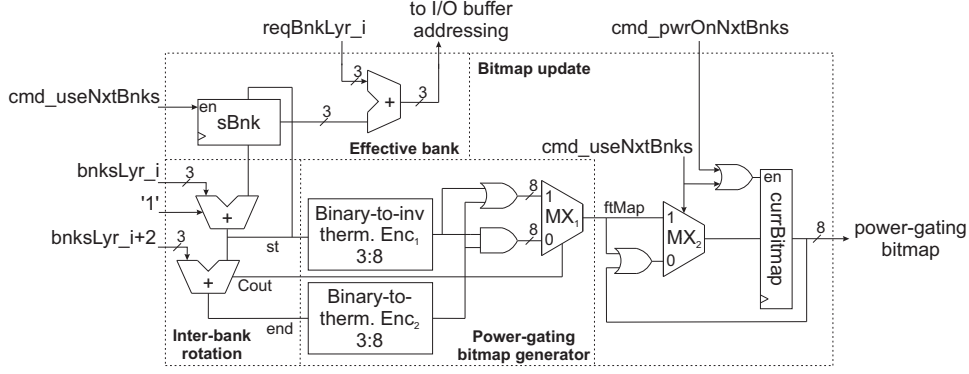 to I/O buffer
addressing
reqBnkLyr_i
cmd_pwrOnNxtBnks
3
Bitmap update
cmd_useNxtBnks
en
sBnk
3
+
3
Effective bank
cmd_useNxtBnks
bnksLyr_i
3
'1'
+
bnksLyr_i+2
3
+
st
Cout
end
Binary-to-inv
therm. Enc1
3:8
Binary-to-
therm. Enc2
3:8
8
8
1
MX1
0
ftMap
1
MX2
0
en
currBitmap
8
power-gating
bitmap
Inter-bank
rotation
Power-gating
bitmap generator